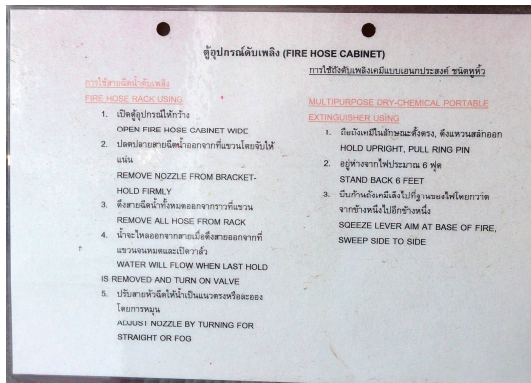 ตู้อุปกรณ์ดับเพลิง (FIRE HOSE CABINET)
การใช้สายฉีดน้ำดับเพลิง
FIRE HOSE RACK USING
1. เปิดตู้อุปกรณ์ให้กว้าง
OPEN FIRE HOSE CABINET WIDE
2. ปลดปลายสายฉีดน้ำออกจากที่แขวนโดยจับให้
แน่น
REMOVE NOZZLE FROM BRACKET-
HOLD FIRMLY
3. ดึงสายฉีดน้ำทั้งหมดออกจากราวที่แขวน
REMOVE ALL HOSE FROM RACK
4. น้ำจะไหลออกจากสายเมื่อดึงสายออกจากที่
แขวนจนหมดและเปิดวาล์ว
WATER WILL FLOW WHEN LAST HOLD
IS REMOVED AND TURN ON VALVE
5. ปรับสายหัวฉีดให้น้ำเป็นแนวตรงหรือละออง
โดยการหมุน
ADJUST NOZZLE BY TURNING FOR
STRAIGHT OR FOG
การใช้ถังดับเพลิงเคมีแบบเอนกประสงค์ ชนิดหูหิ้ว
MULTIPURPOSE DRY-CHEMICAL PORTABLE
EXTINGUISHER USING
1. ถือถังเคมีในลักษณะตั้งตรง, ดึงแหวนสลักออก
HOLD UPRIGHT, PULL RING PIN
2. อยู่ห่างจากไฟประมาณ 6 ฟุต
STAND BACK 6 FEET
3. บีบก้านถังเคมีเล็งไปที่ฐานของไฟโดยกวาด
จากข้างหนึ่งไปอีกข้างหนึ่ง
SQEEZE LEVER AIM AT BASE OF FIRE,
SWEEP SIDE TO SIDE